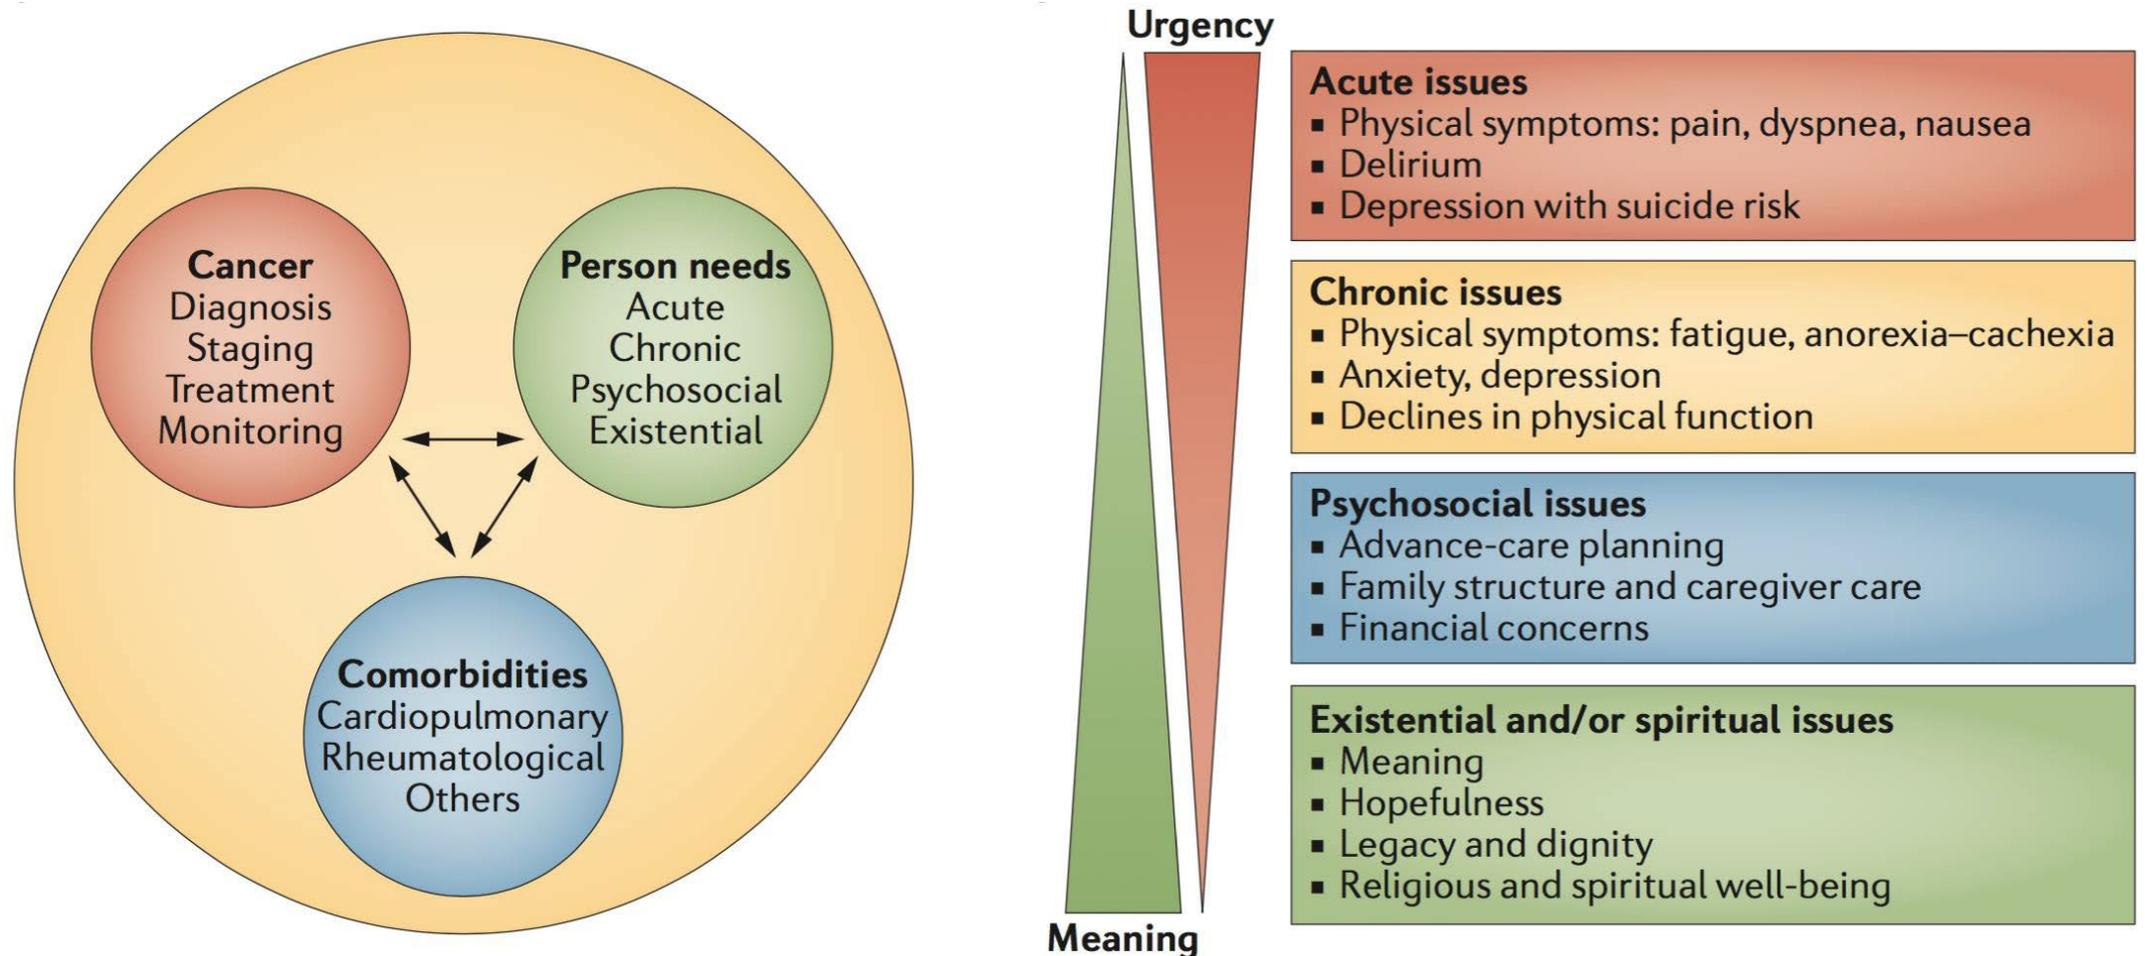 Cancer
Diagnosis
Staging
Treatment
Monitoring
Person needs
Acute
Chronic
Psychosocial
Existential
Comorbidities
Cardiopulmonary
Rheumatological
Others
Urgency
Meaning
Acute issues
▪ Physical symptoms: pain, dyspnea, nausea
▪ Delirium
▪ Depression with suicide risk
Chronic issues
▪ Physical symptoms: fatigue, anorexia–cachexia
▪ Anxiety, depression
▪ Declines in physical function
Psychosocial issues
▪ Advance-care planning
▪ Family structure and caregiver care
▪ Financial concerns
Existential and/or spiritual issues
▪ Meaning
▪ Hopefulness
▪ Legacy and dignity
▪ Religious and spiritual well-being